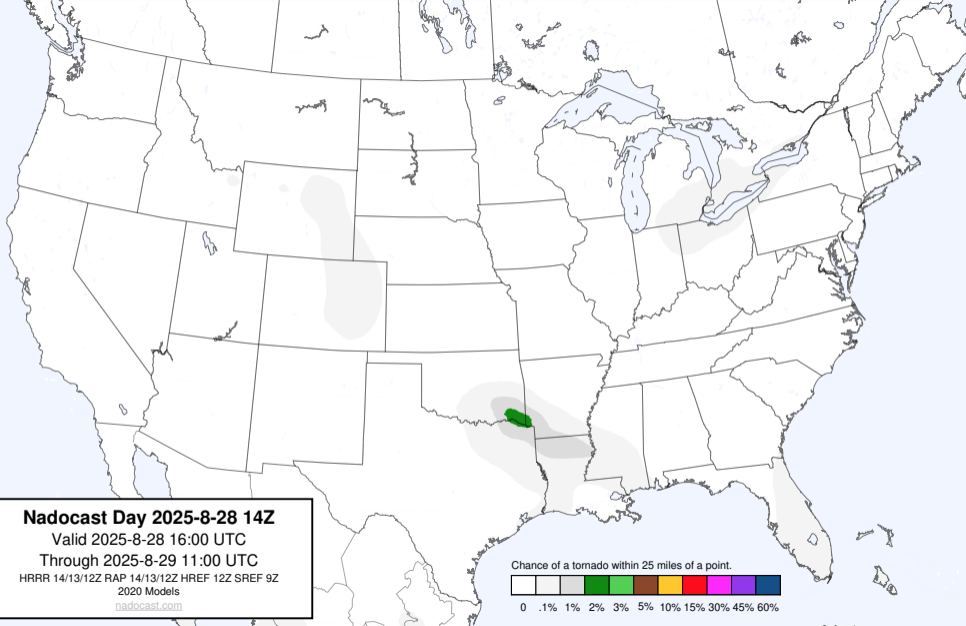 Nadocast Day 2025-8-28 14Z
Valid 2025-8-28 16:00 UTC
Through 2025-8-29 11:00 UTC
HRRR 14/13/12Z RAP 14/13/12Z HREF 12Z SREF 9Z
2020 Models
nadocast.com
Chance of a tornado within 25 miles of a point.
0 .1% 1% 2% 3% 5% 10% 15% 30% 45% 60%